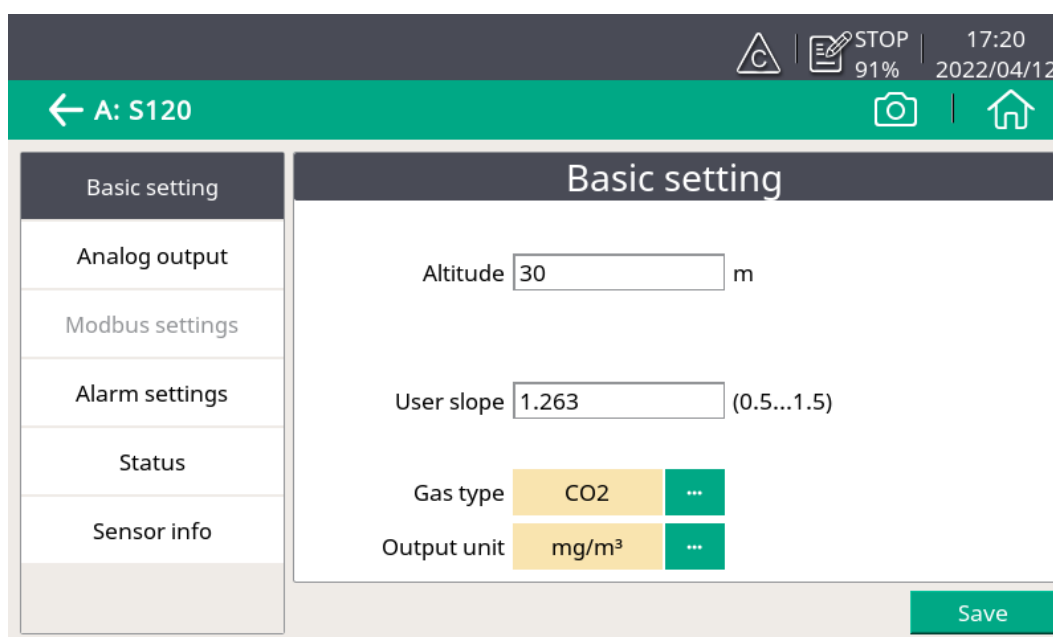 C
STOP
91%
17:20
2022/04/12
A: S120
Basic setting
Analog output
Modbus settings
Alarm settings
Status
Sensor info
Basic setting
Altitude 30 m
User slope 1.263 (0.5...1.5)
Gas type CO2 ...
Output unit mg/m³ ...
Save